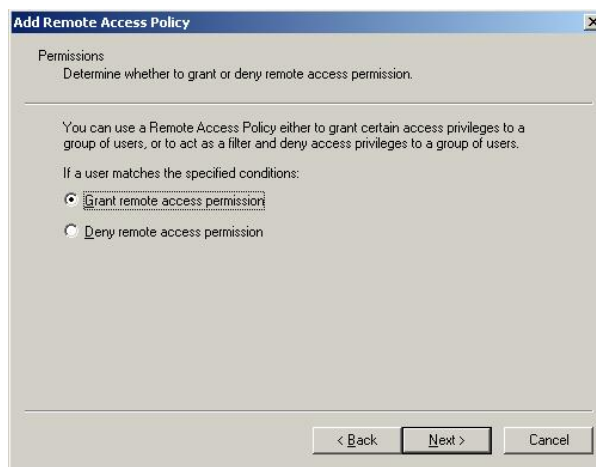 Add Remote Access Policy
Permissions
Determine whether to grant or deny remote access permission.
You can use a Remote Access Policy either to grant certain access privileges to a
group of users, or to act as a filter and deny access privileges to a group of users.
If a user matches the specified conditions:
Grant remote access permission
Deny remote access permission
< Back
Next >
Cancel